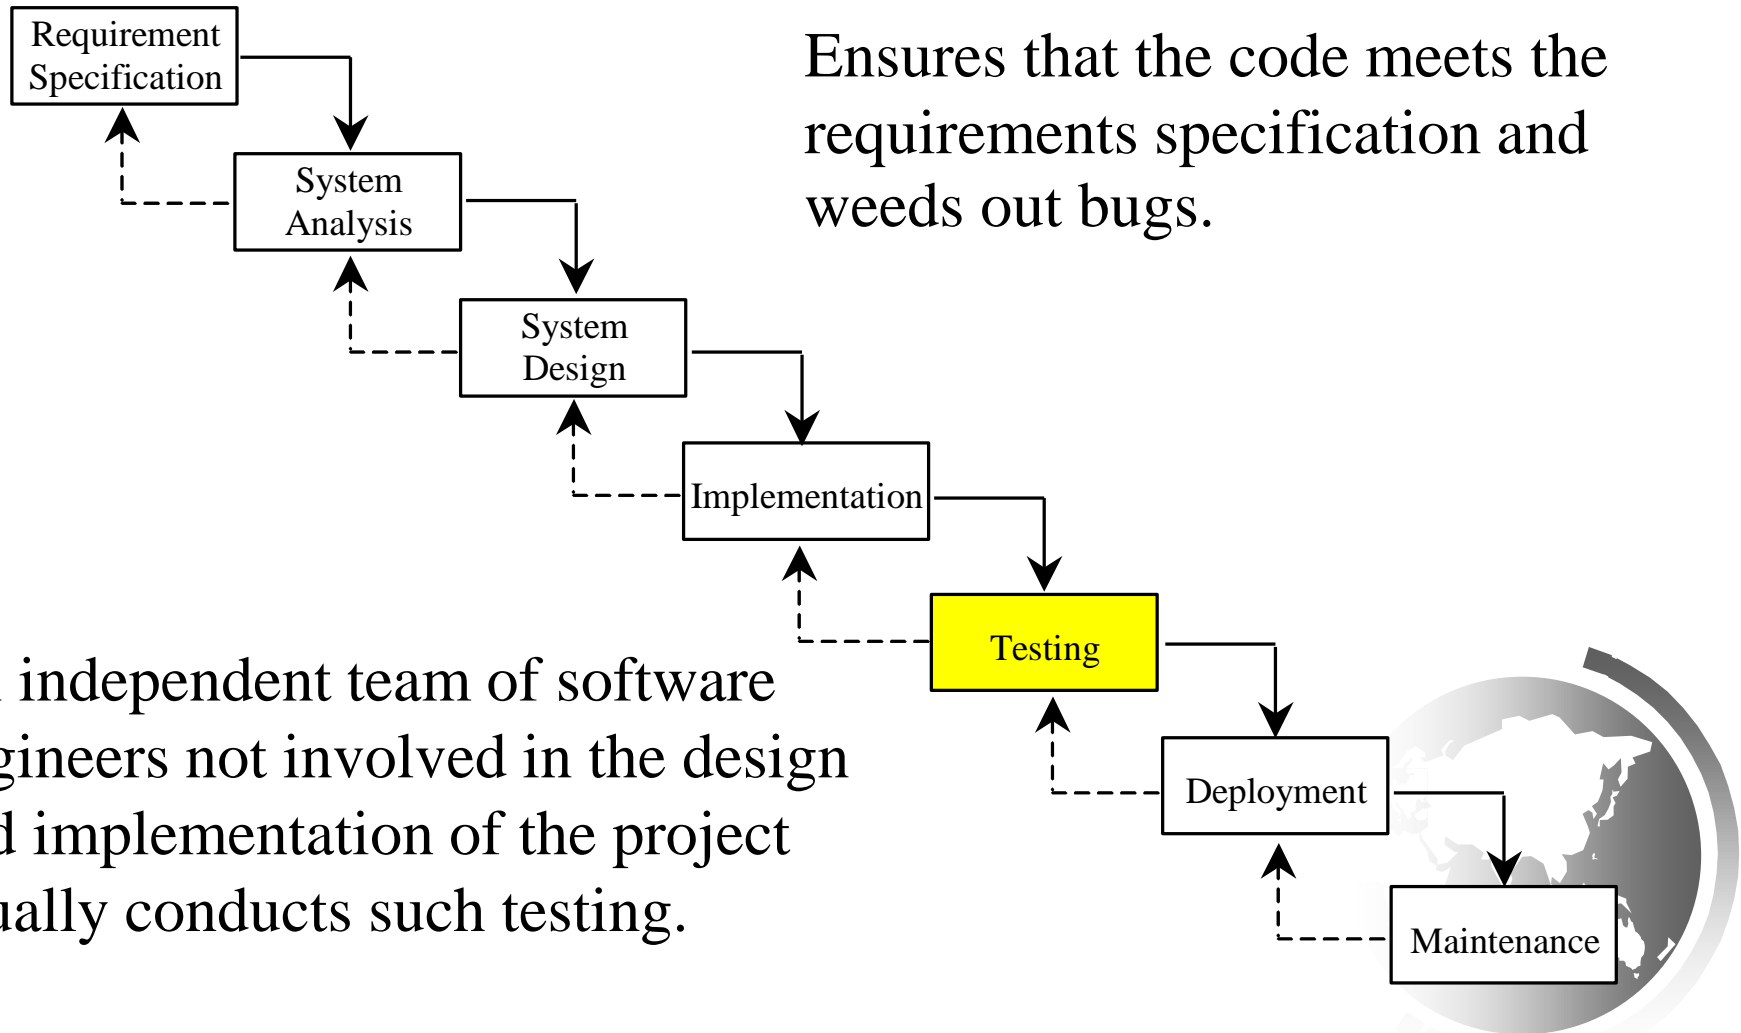 Requirement
Specification
Ensures that the code meets the
requirements specification and
weeds out bugs.
System
Analysis
System
Design
Implementation
Testing
independent team of software
gineers not involved in the design
d implementation of the project
ually conducts such testing.
Deployment
Maintenance